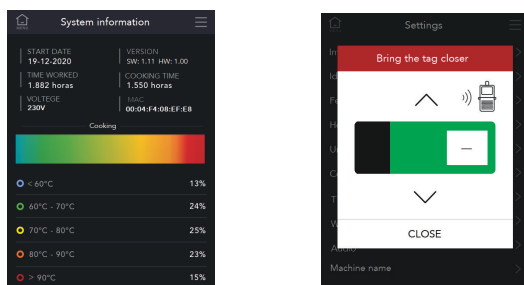 MENU
System information
START DATE
19-12-2020
VERSION
SW: 1.11 HW: 1.00
TIME WORKED
1.882 horas
COOKING TIME
1.550 horas
VOLTEGE
230V
MAC
00:04:F4:08:EF:E8
Cooking
< 60°C 13%
60°C - 70°C 24%
70°C - 80°C 25%
80°C - 90°C 23%
> 90°C 15%
Settings
Bring the tag closer
CLOSE
Audio
Machine name